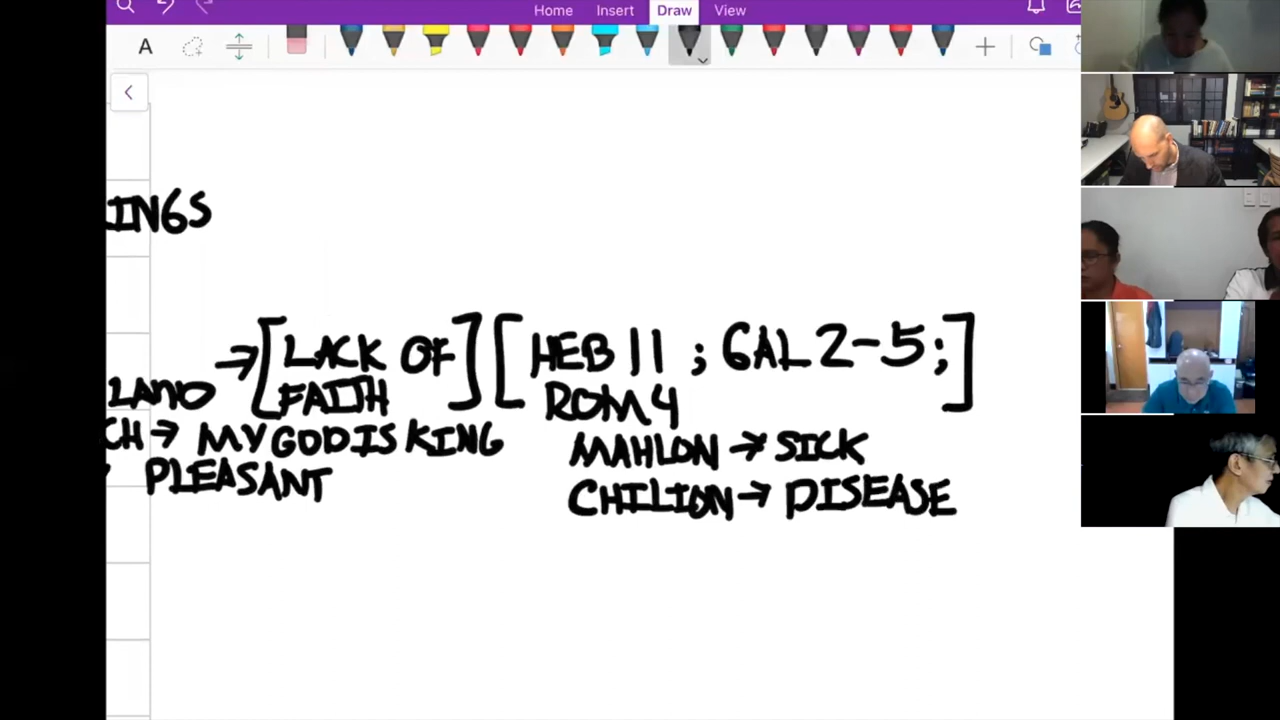 Home Insert Draw View
A
INGS
→ [LACK OF] [HEB 11 ; GAL 2-5;]
LAND FAITH ROM 4
CH → MY GOD IS KING
MAHLON → SICK
PLEASANT
CHILION → DISEASE